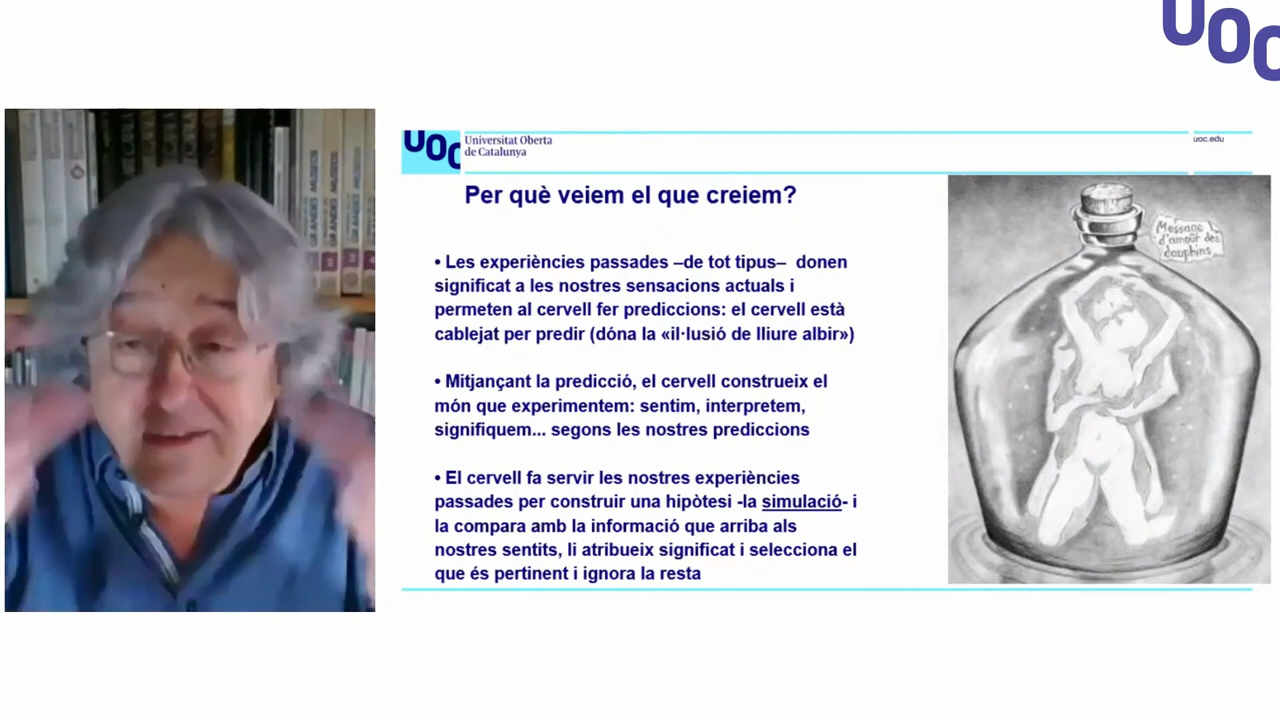 UOC
UOC
Universitat Oberta
de Catalunya
uoc.edu
Per què veiem el que creiem?
• Les experiències passades –de tot tipus– donen
significat a les nostres sensacions actuals i
permeten al cervell fer prediccions: el cervell està
cablejat per predir (dóna la «il·lusió de lliure albir»)
• Mitjançant la predicció, el cervell construeix el
món que experimentem: sentim, interpretem,
signifiquem... segons les nostres prediccions
• El cervell fa servir les nostres experiències
passades per construir una hipòtesi -la simulació- i
la compara amb la informació que arriba als
nostres sentits, li atribueix significat i selecciona el
que és pertinent i ignora la resta
Message
d'amour des
dauphins
GRANDES MUSEOS
GRANDES MUSEOS